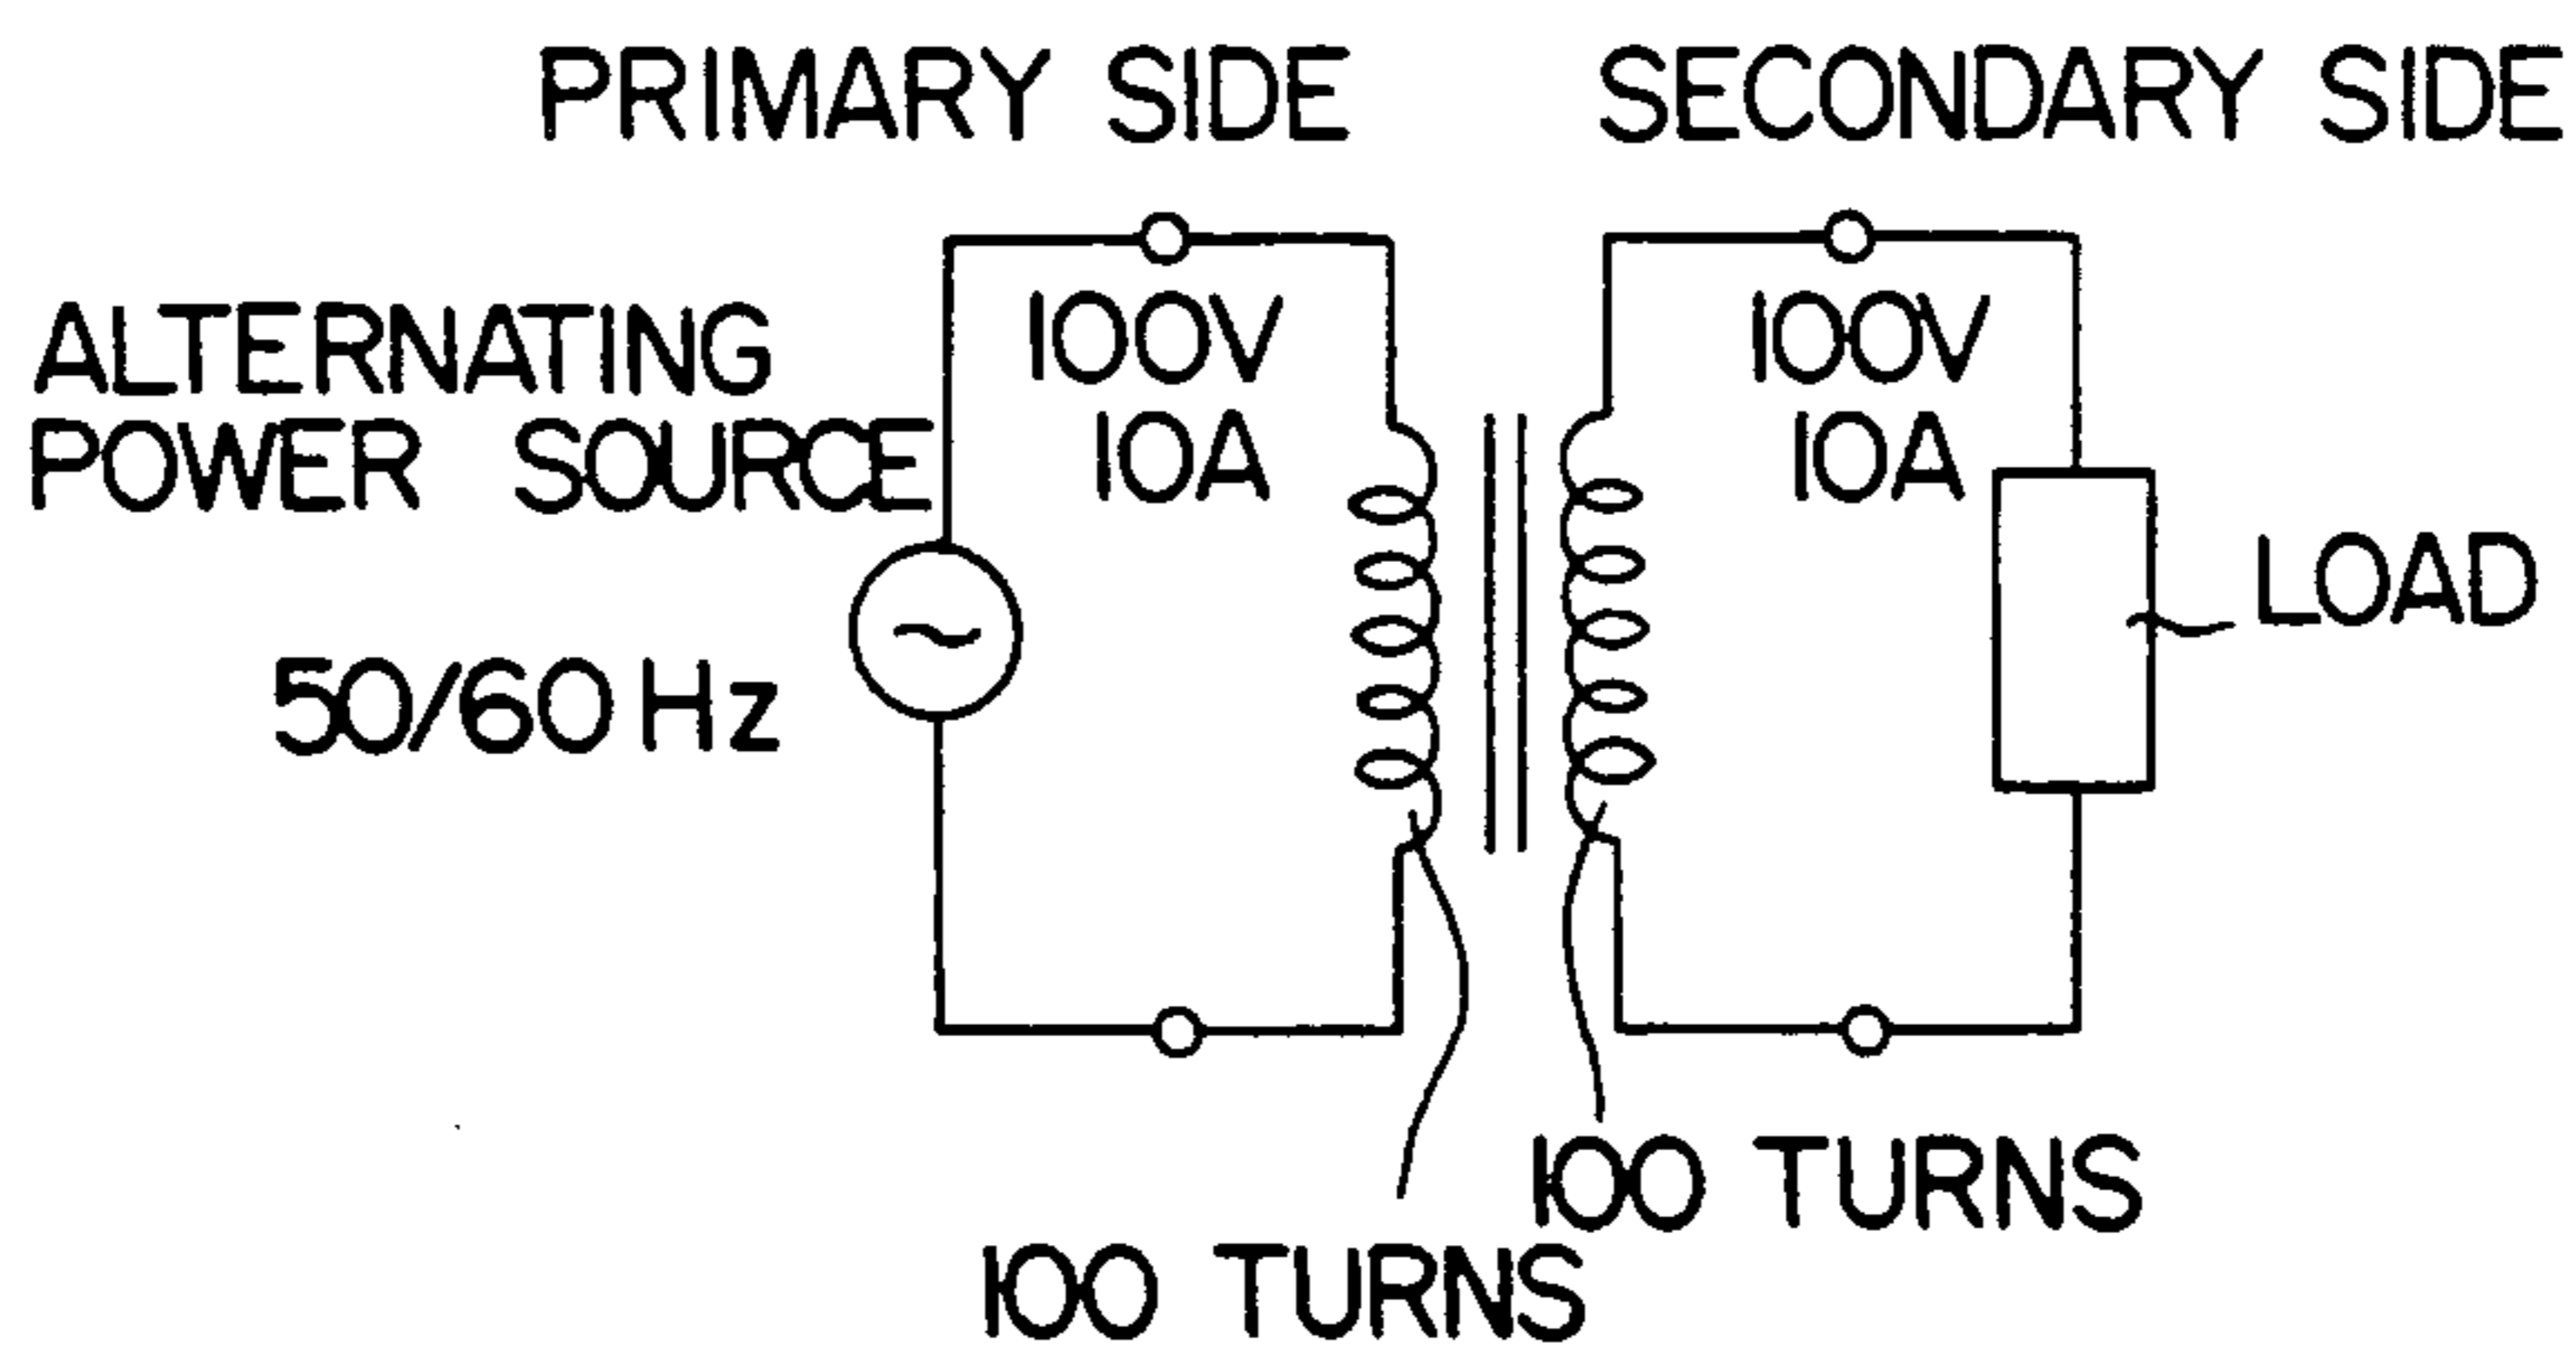 PRIMARY SIDE SECONDARY SIDE
ALTERNATING
POWER SOURCE
50/60 Hz
100V
10A
100V
10A
LOAD
100 TURNS
100 TURNS